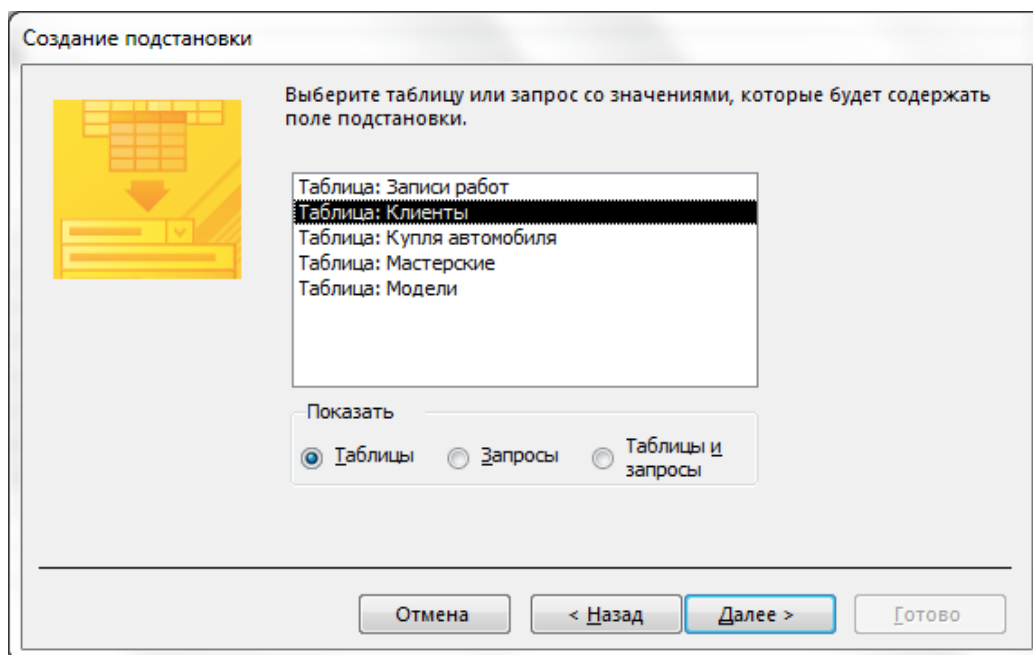 Создание подстановки
Выберите таблицу или запрос со значениями, которые будет содержать
поле подстановки.
Таблица: Записи работ
Таблица: Клиенты
Таблица: Купля автомобиля
Таблица: Мастерские
Таблица: Модели
Показать
Таблицы
Запросы
Таблицы и
запросы
Отмена
< Назад
Далее >
Готово